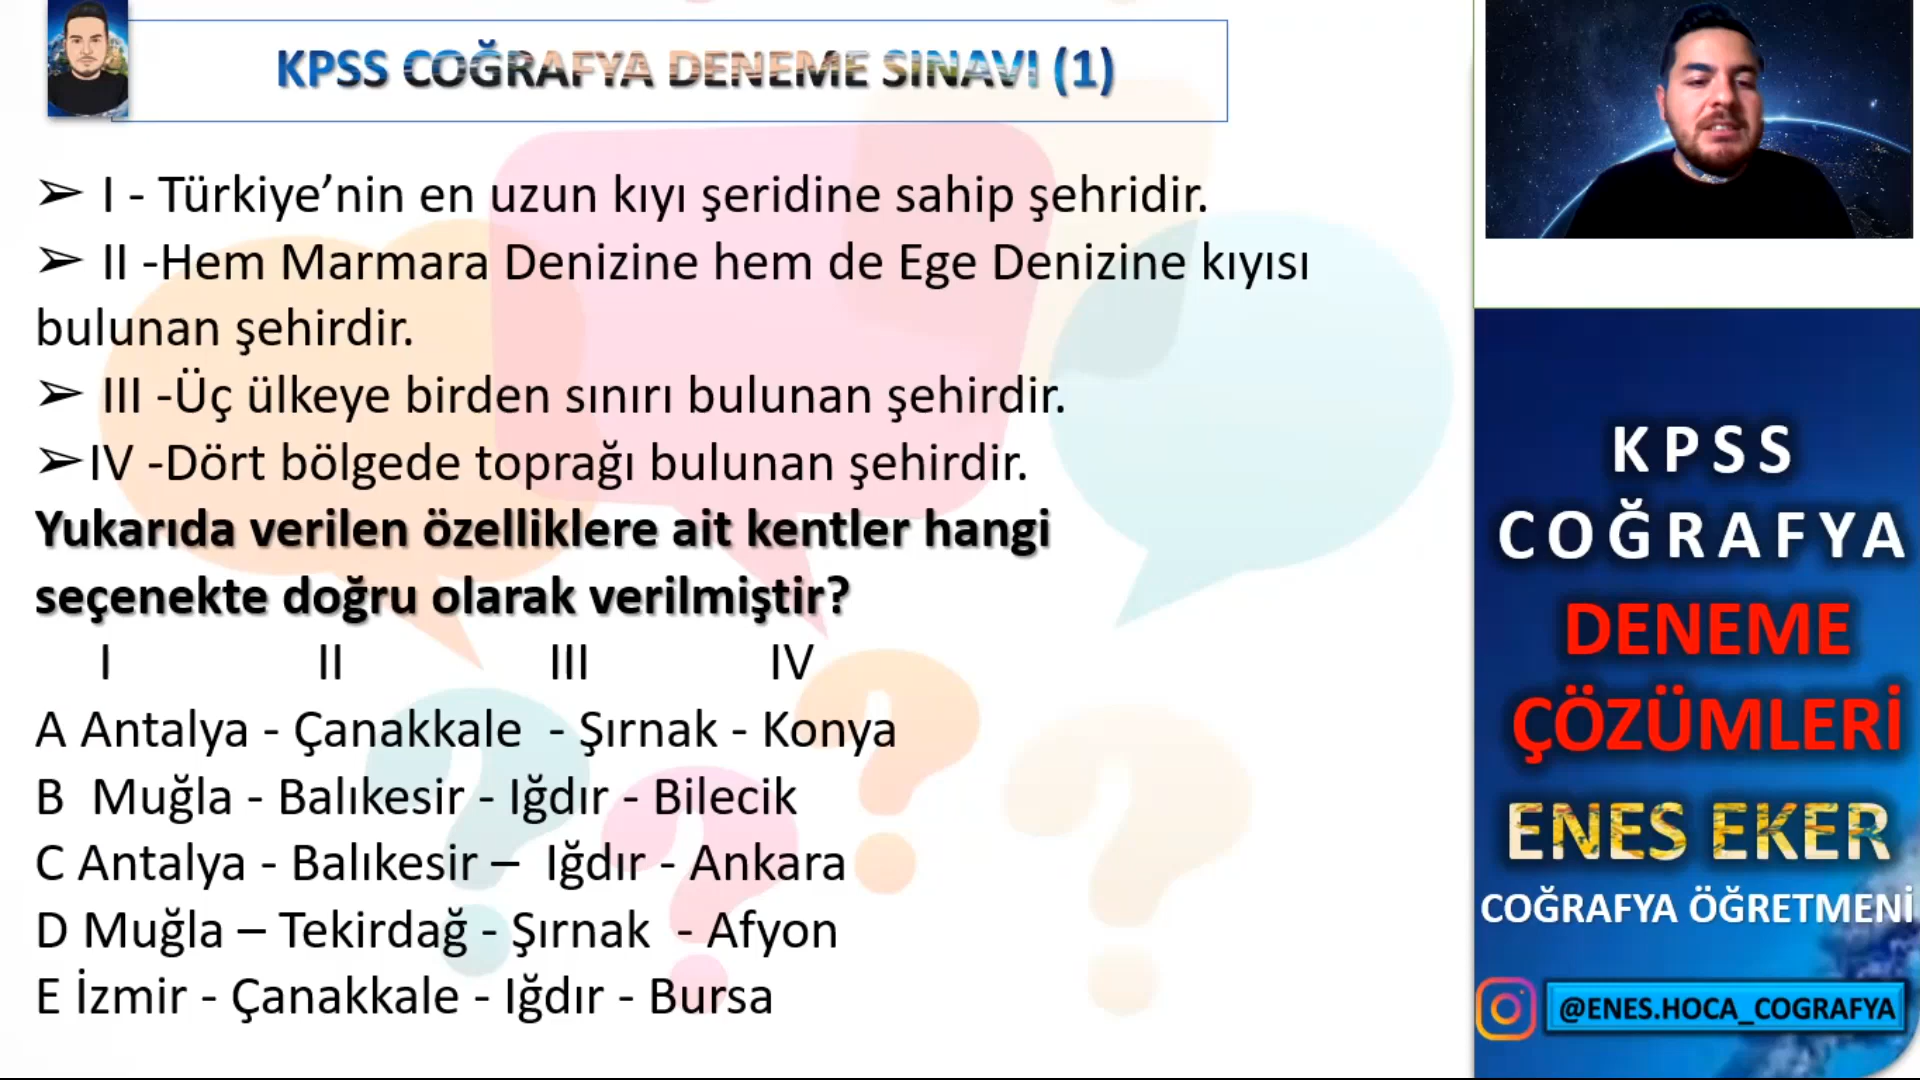 KPSS COĞRAFYA DENEME SINAVI (1)
➢ I - Türkiye’nin en uzun kıyı şeridine sahip şehridir.
➢ II -Hem Marmara Denizine hem de Ege Denizine kıyısı
bulunan şehirdir.
➢ III -Üç ülkeye birden sınırı bulunan şehirdir.
➢IV -Dört bölgede toprağı bulunan şehirdir.
Yukarıda verilen özelliklere ait kentler hangi
seçenekte doğru olarak verilmiştir?
I II III IV
A Antalya - Çanakkale - Şırnak - Konya
B Muğla - Balıkesir - Iğdır - Bilecik
C Antalya - Balıkesir – Iğdır - Ankara
D Muğla – Tekirdağ - Şırnak - Afyon
E İzmir - Çanakkale - Iğdır - Bursa
KPSS
COĞRAFYA
DENEME
ÇÖZÜMLERİ
ENES EKER
COĞRAFYA ÖĞRETMENİ
@ENES.HOCA_COGRAFYA